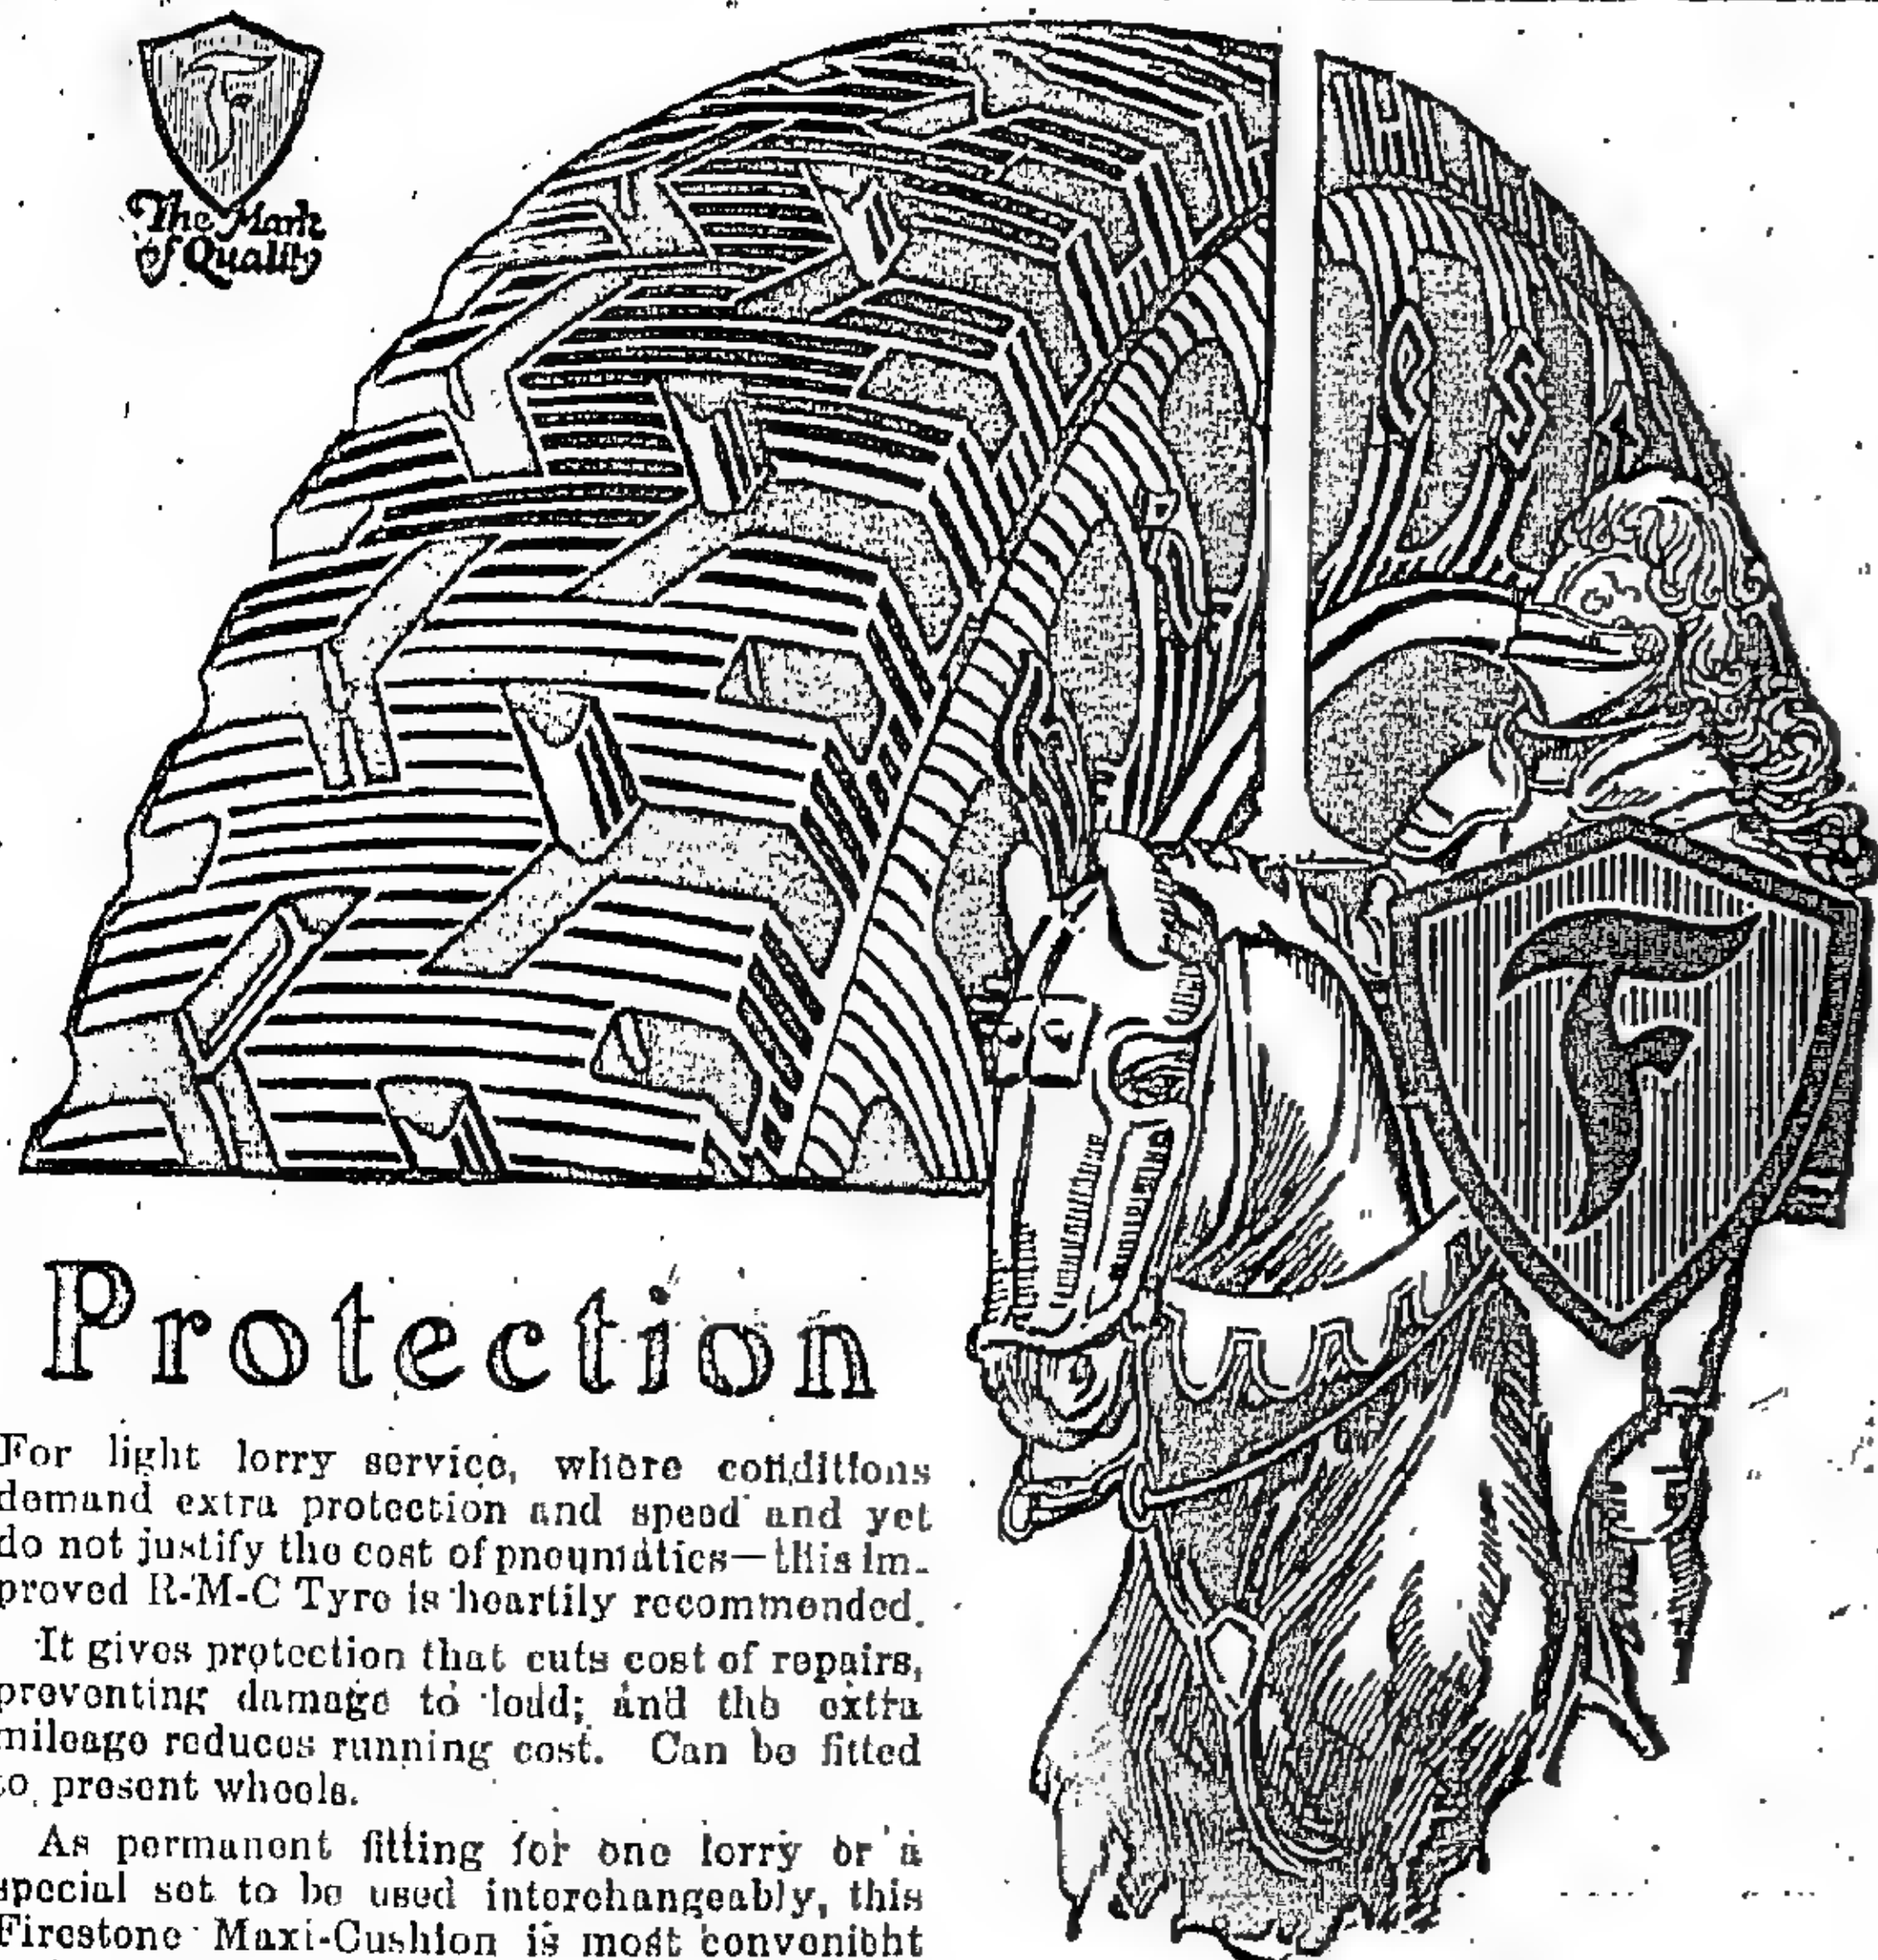 F
The Mark
of Quality
e s t
F
Protection
For light lorry service, where conditions
demand extra protection and speed and yet
do not justify the cost of pneumatics—this Im-
proved R-M-C Tyre is heartily recommended.
It gives protection that cuts cost of repairs,
preventing damage to load; and the extra
mileage reduces running cost. Can be fitted
to present wheels.
As permanent fitting for one lorry or a
special set to be used interchangeably, this
Firestone Maxi-Cushion is most convenient